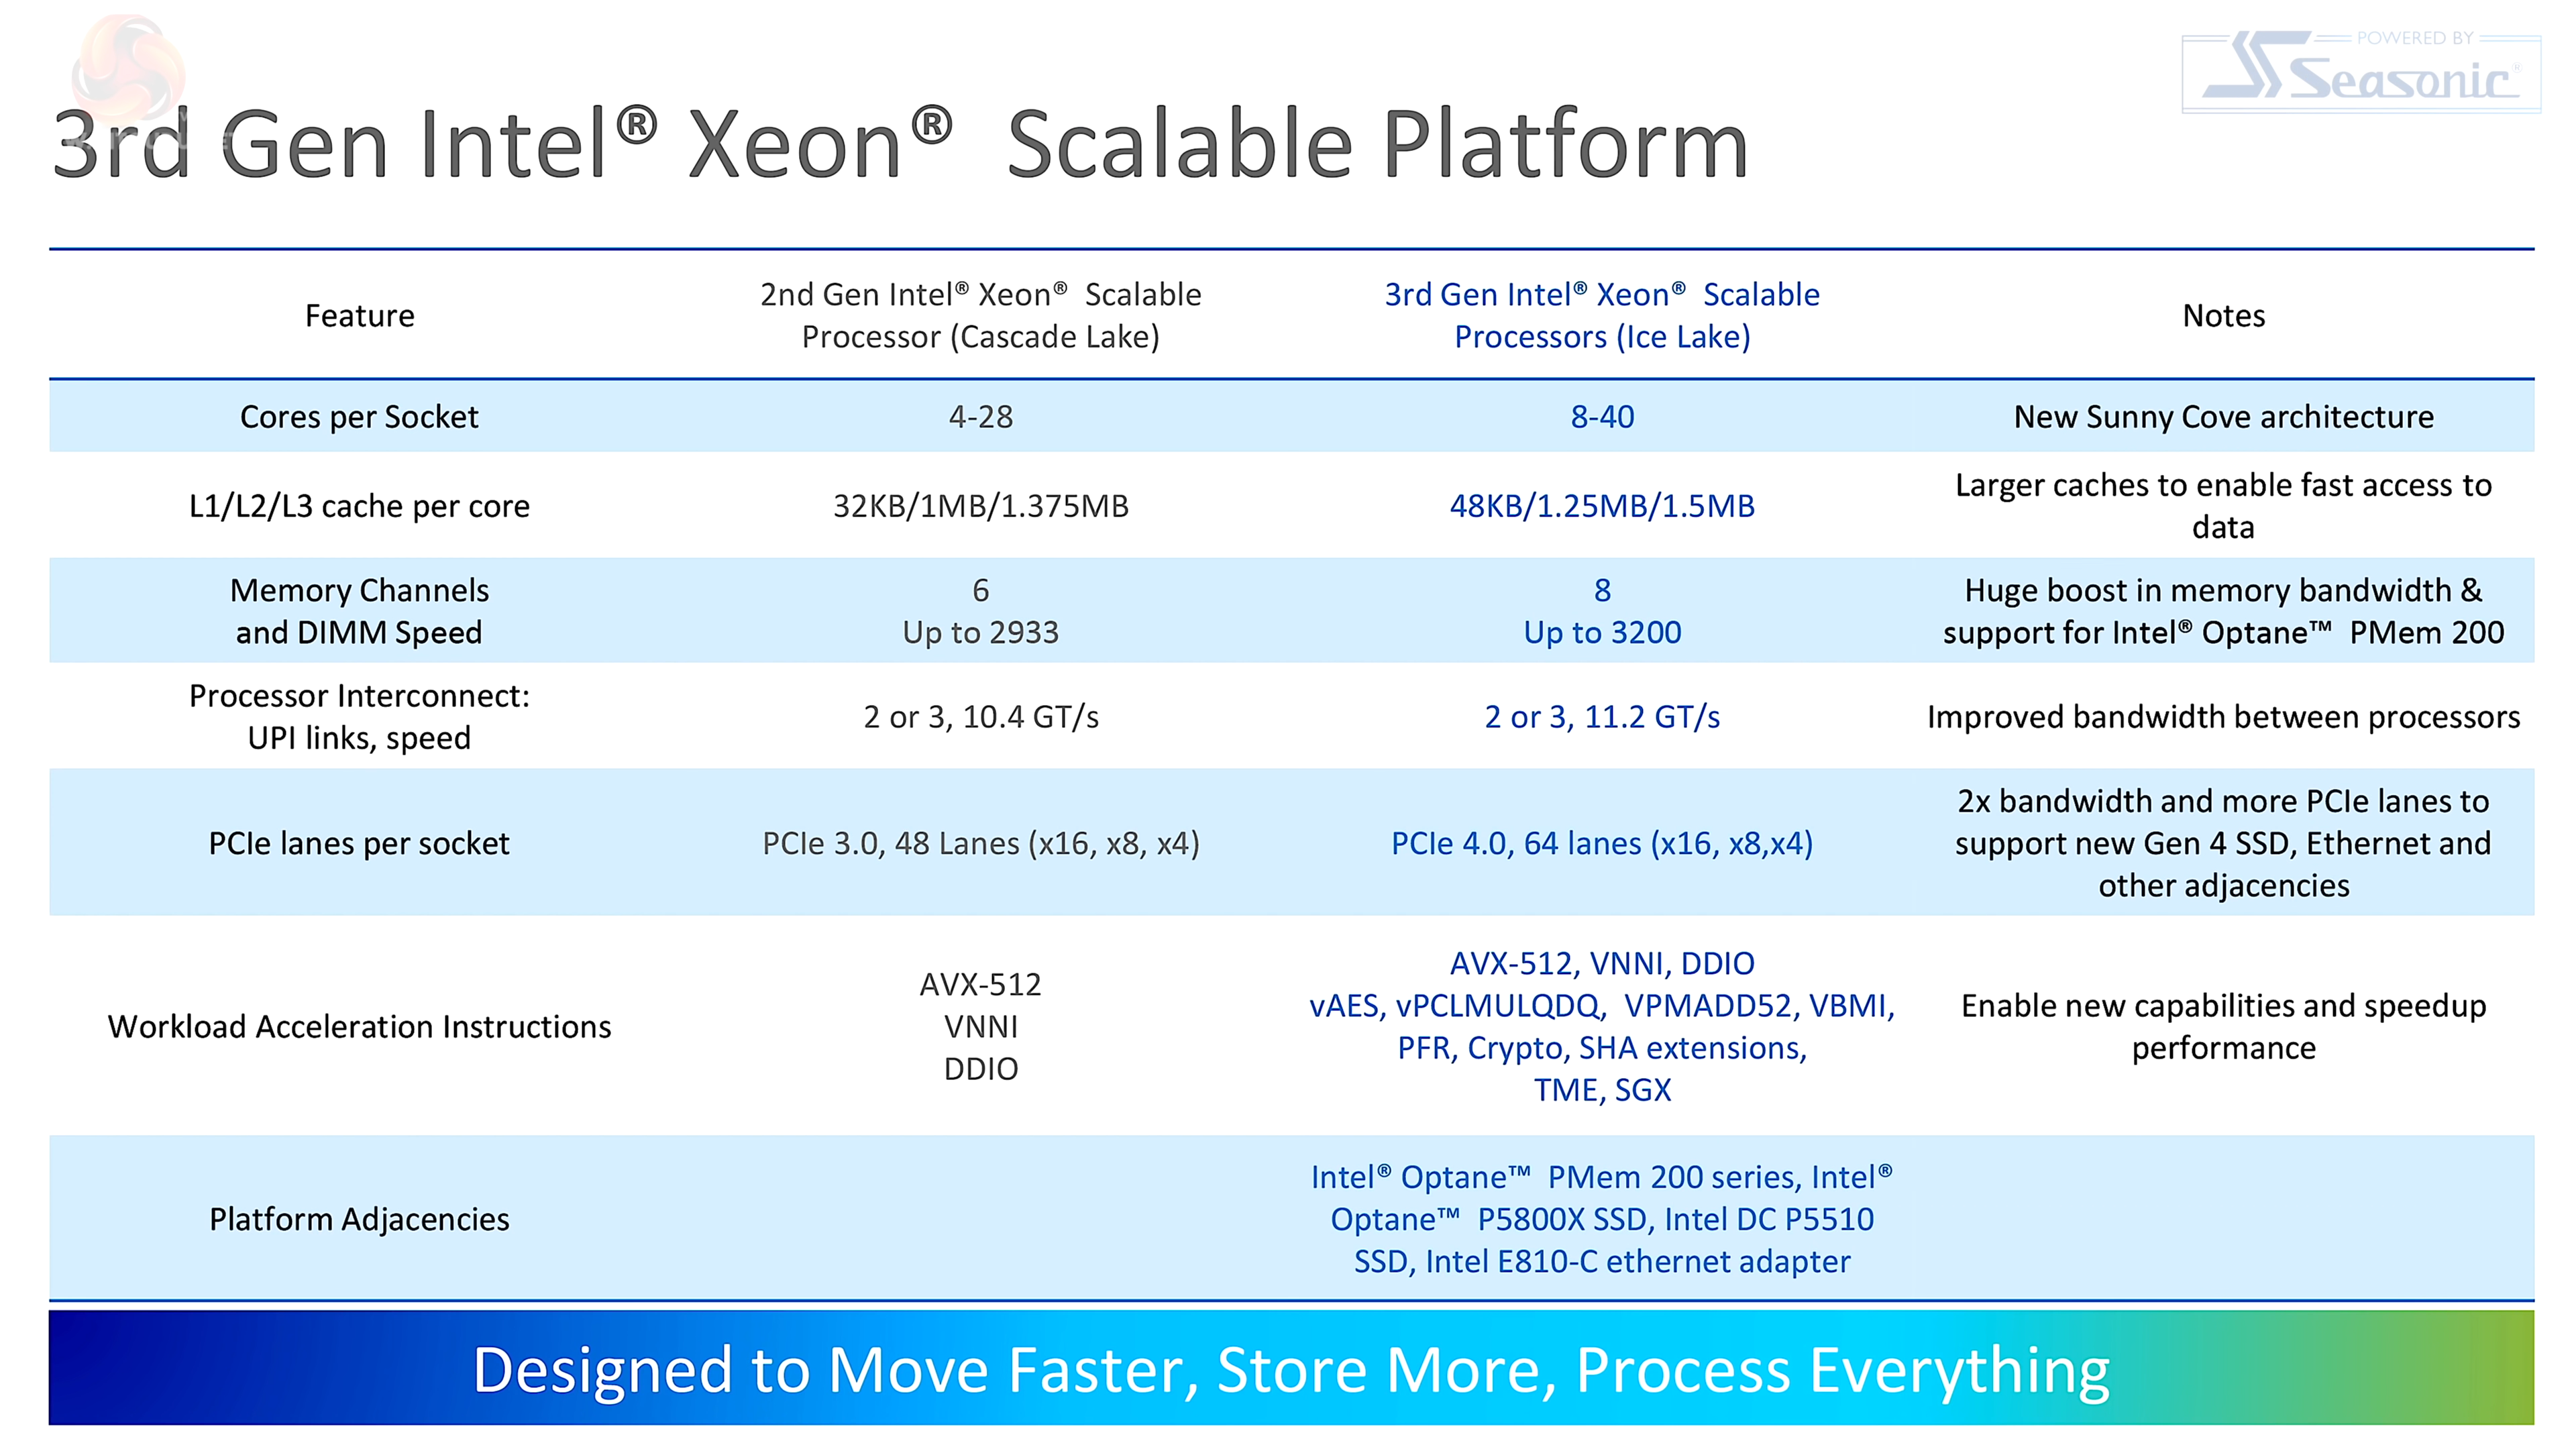 POWERED BY
Seasonic®
3rd Gen Intel® Xeon® Scalable Platform
Feature
2nd Gen Intel® Xeon® Scalable
Processor (Cascade Lake)
3rd Gen Intel® Xeon® Scalable
Processors (Ice Lake)
Notes
Cores per Socket
4-28
8-40
New Sunny Cove architecture
L1/L2/L3 cache per core
32KB/1MB/1.375MB
48KB/1.25MB/1.5MB
Larger caches to enable fast access to
data
Memory Channels
and DIMM Speed
6
Up to 2933
8
Up to 3200
Huge boost in memory bandwidth &
support for Intel® Optane™ PMem 200
Processor Interconnect:
UPI links, speed
2 or 3, 10.4 GT/s
2 or 3, 11.2 GT/s
Improved bandwidth between processors
PCIe lanes per socket
PCIe 3.0, 48 Lanes (x16, x8, x4)
PCIe 4.0, 64 lanes (x16, x8,x4)
2x bandwidth and more PCIe lanes to
support new Gen 4 SSD, Ethernet and
other adjacencies
Workload Acceleration Instructions
AVX-512
VNNI
DDIO
AVX-512, VNNI, DDIO
vAES, vPCLMULQDQ, VPMADD52, VBMI,
PFR, Crypto, SHA extensions,
TME, SGX
Enable new capabilities and speedup
performance
Platform Adjacencies
Intel® Optane™ PMem 200 series, Intel®
Optane™ P5800X SSD, Intel DC P5510
SSD, Intel E810-C ethernet adapter
Designed to Move Faster, Store More, Process Everything